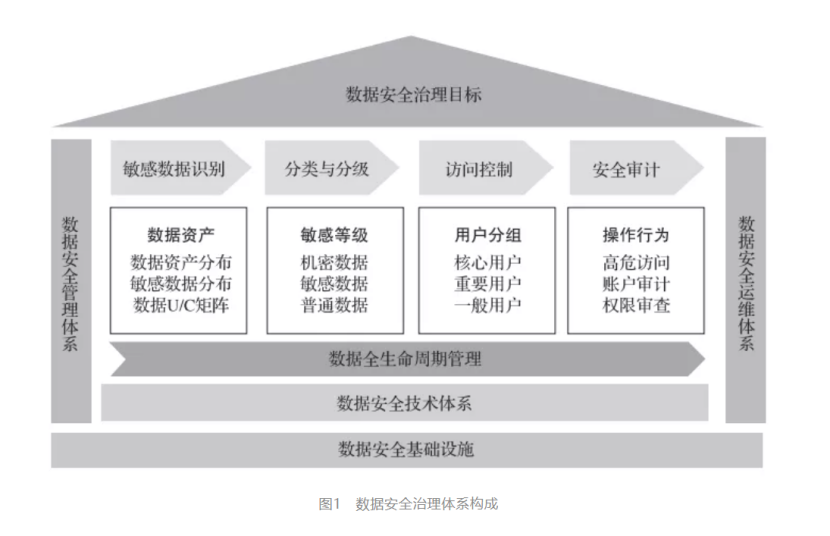 数据安全治理目标
数据安全管理体系
敏感数据识别
分类与分级
访问控制
安全审计
数据资产
数据资产分布
敏感数据分布
数据U/C矩阵
敏感等级
机密数据
敏感数据
普通数据
用户分组
核心用户
重要用户
一般用户
操作行为
高危访问
账户审计
权限审查
数据安全运维体系
数据全生命周期管理
数据安全技术体系
数据安全基础设施
图1 数据安全治理体系构成